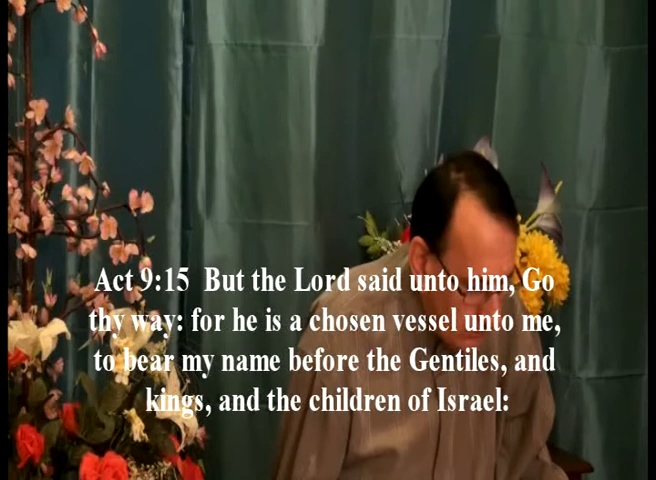 Act 9:15  But the Lord said unto him, Go
thy way: for he is a chosen vessel unto me,
to bear my name before the Gentiles, and
kings, and the children of Israel: